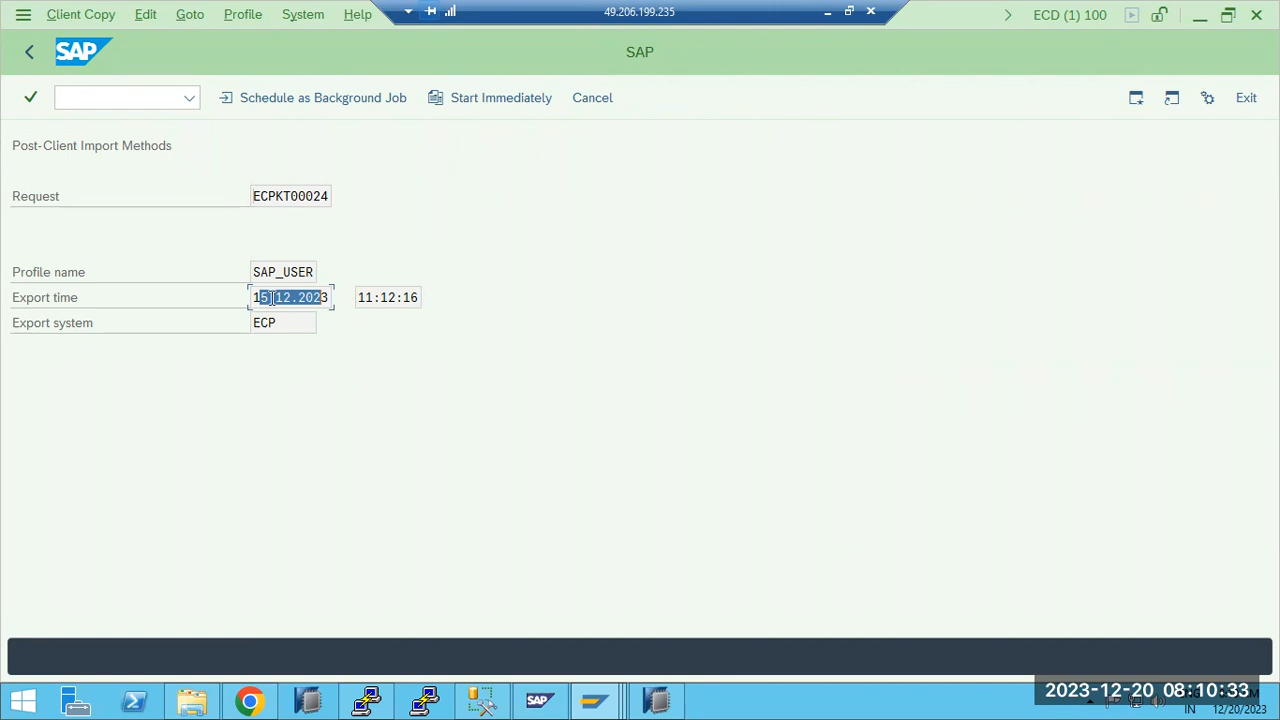 Client Copy Edit Goto Profile System Help 49.206.199.235 ECD (1) 100
SAP SAP
Schedule as Background Job Start Immediately Cancel Exit
Post-Client Import Methods
Request ECPKT00024
Profile name SAP_USER
Export time 15.12.2023 11:12:16
Export system ECP
SAP
2023-12-20 08:10:33
IN 12/20/2023